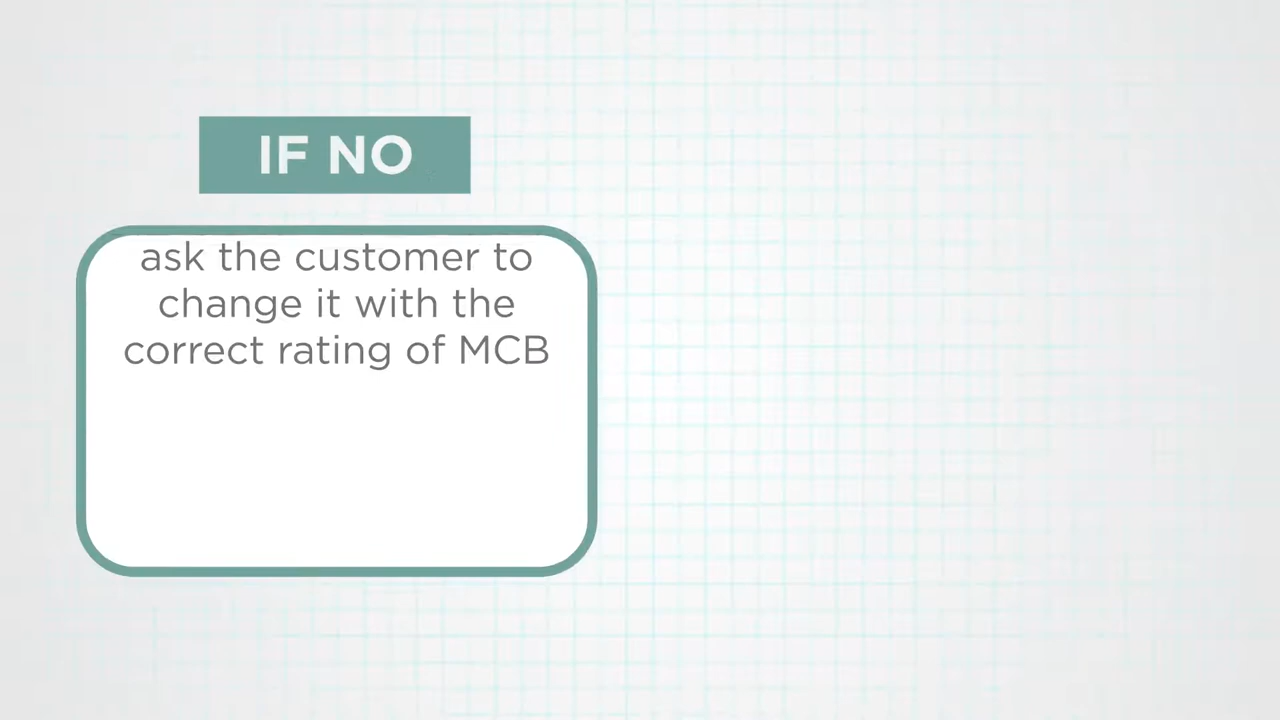 IF NO
ask the customer to
change it with the
correct rating of MCB